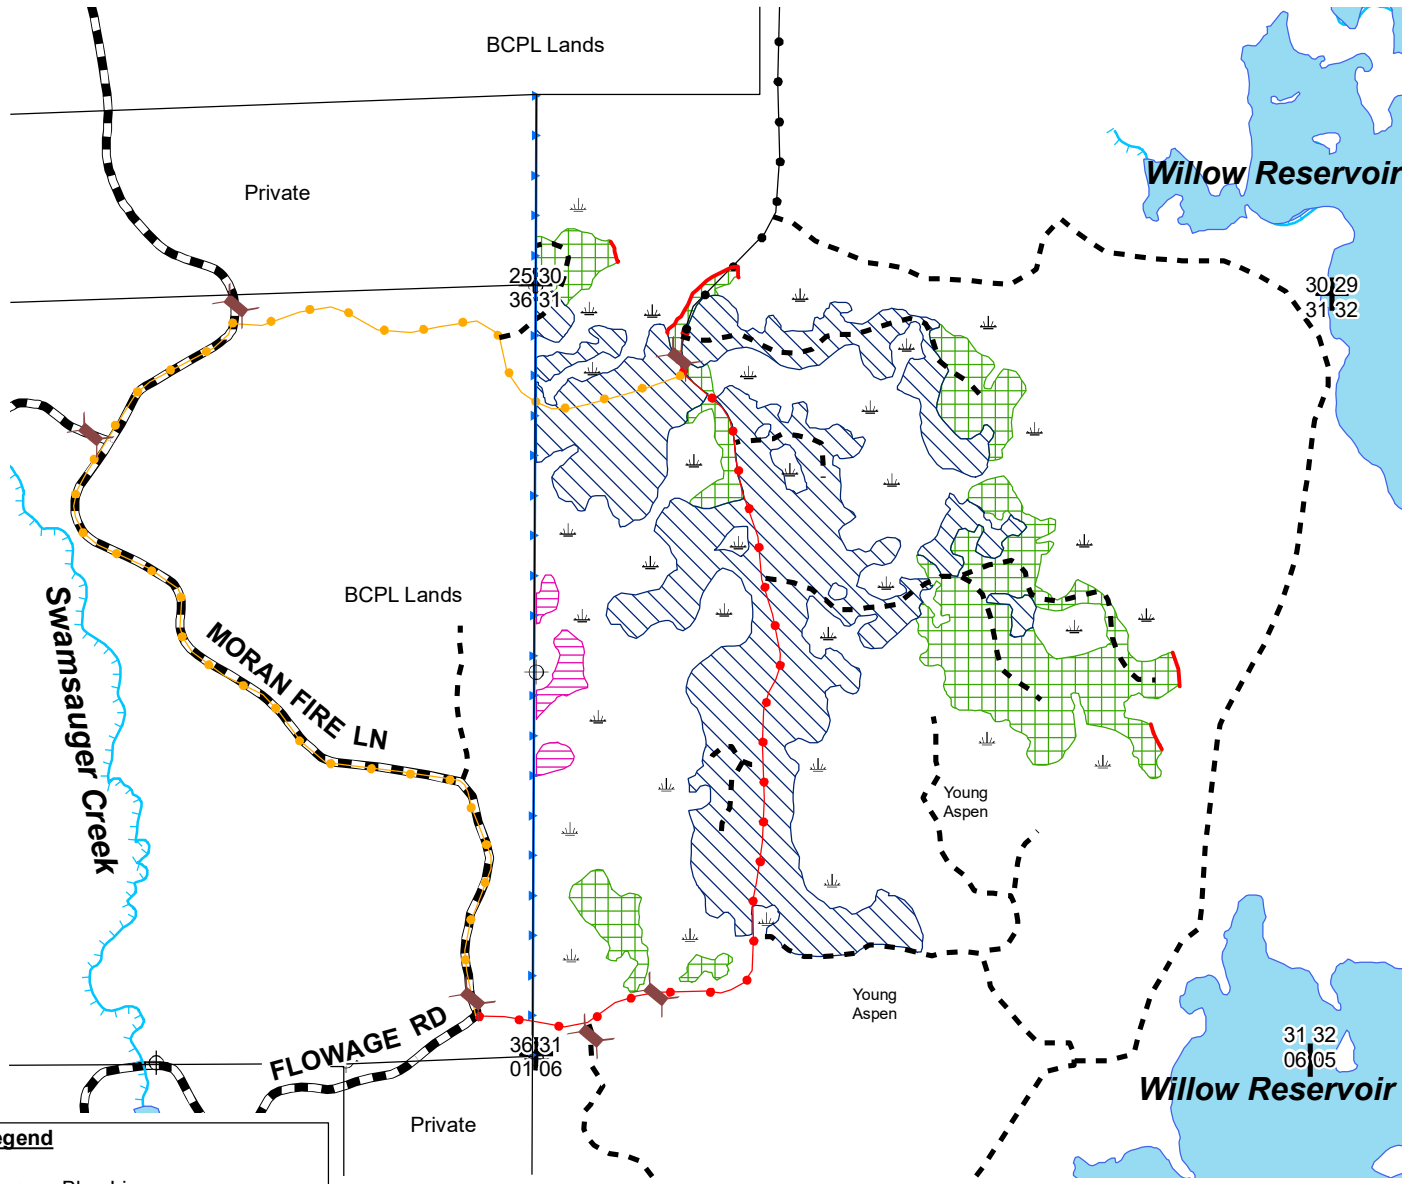 BCPL Lands
Willow Reservoir
Private
25 30
36 31
30 29
31 32
BCPL Lands
MORAN FIRE LN
Swamsauger Creek
Young
Aspen
Young
Aspen
FLOWAGE RD
36 31
01 06
31 32
06 05
Willow Reservoir
Private
egend